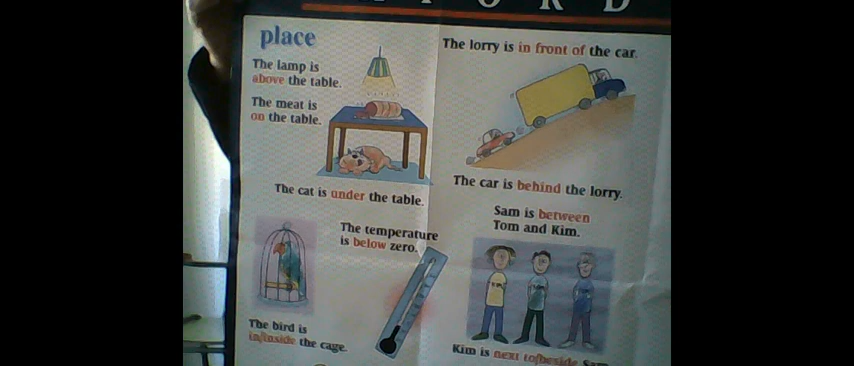 place
The lamp is
above the table.
The meat is
on the table.
The cat is under the table.
The lorry is in front of the car.
The car is behind the lorry.
The temperature
is below zero.
Sam is between
Tom and Kim.
The bird is
in/inside the cage.
Kim is next to/beside Sam